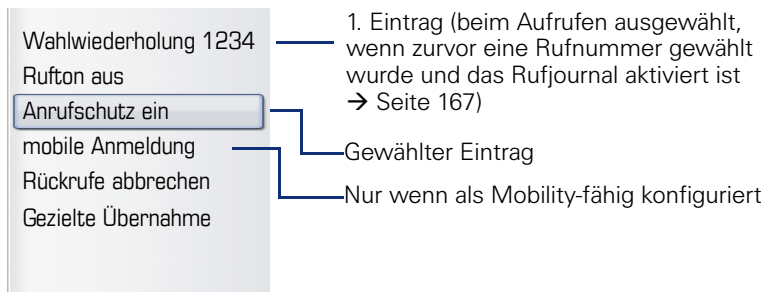 Wahlwiederholung 1234
Rufton aus
Anrufschutz ein
mobile Anmeldung
Rückrufe abbrechen
Gezielte Übernahme
1. Eintrag (beim Aufrufen ausgewählt,
wenn zurvor eine Rufnummer gewählt
wurde und das Rufjournal aktiviert ist
→ Seite 167)
Gewählter Eintrag
Nur wenn als Mobility-fähig konfiguriert